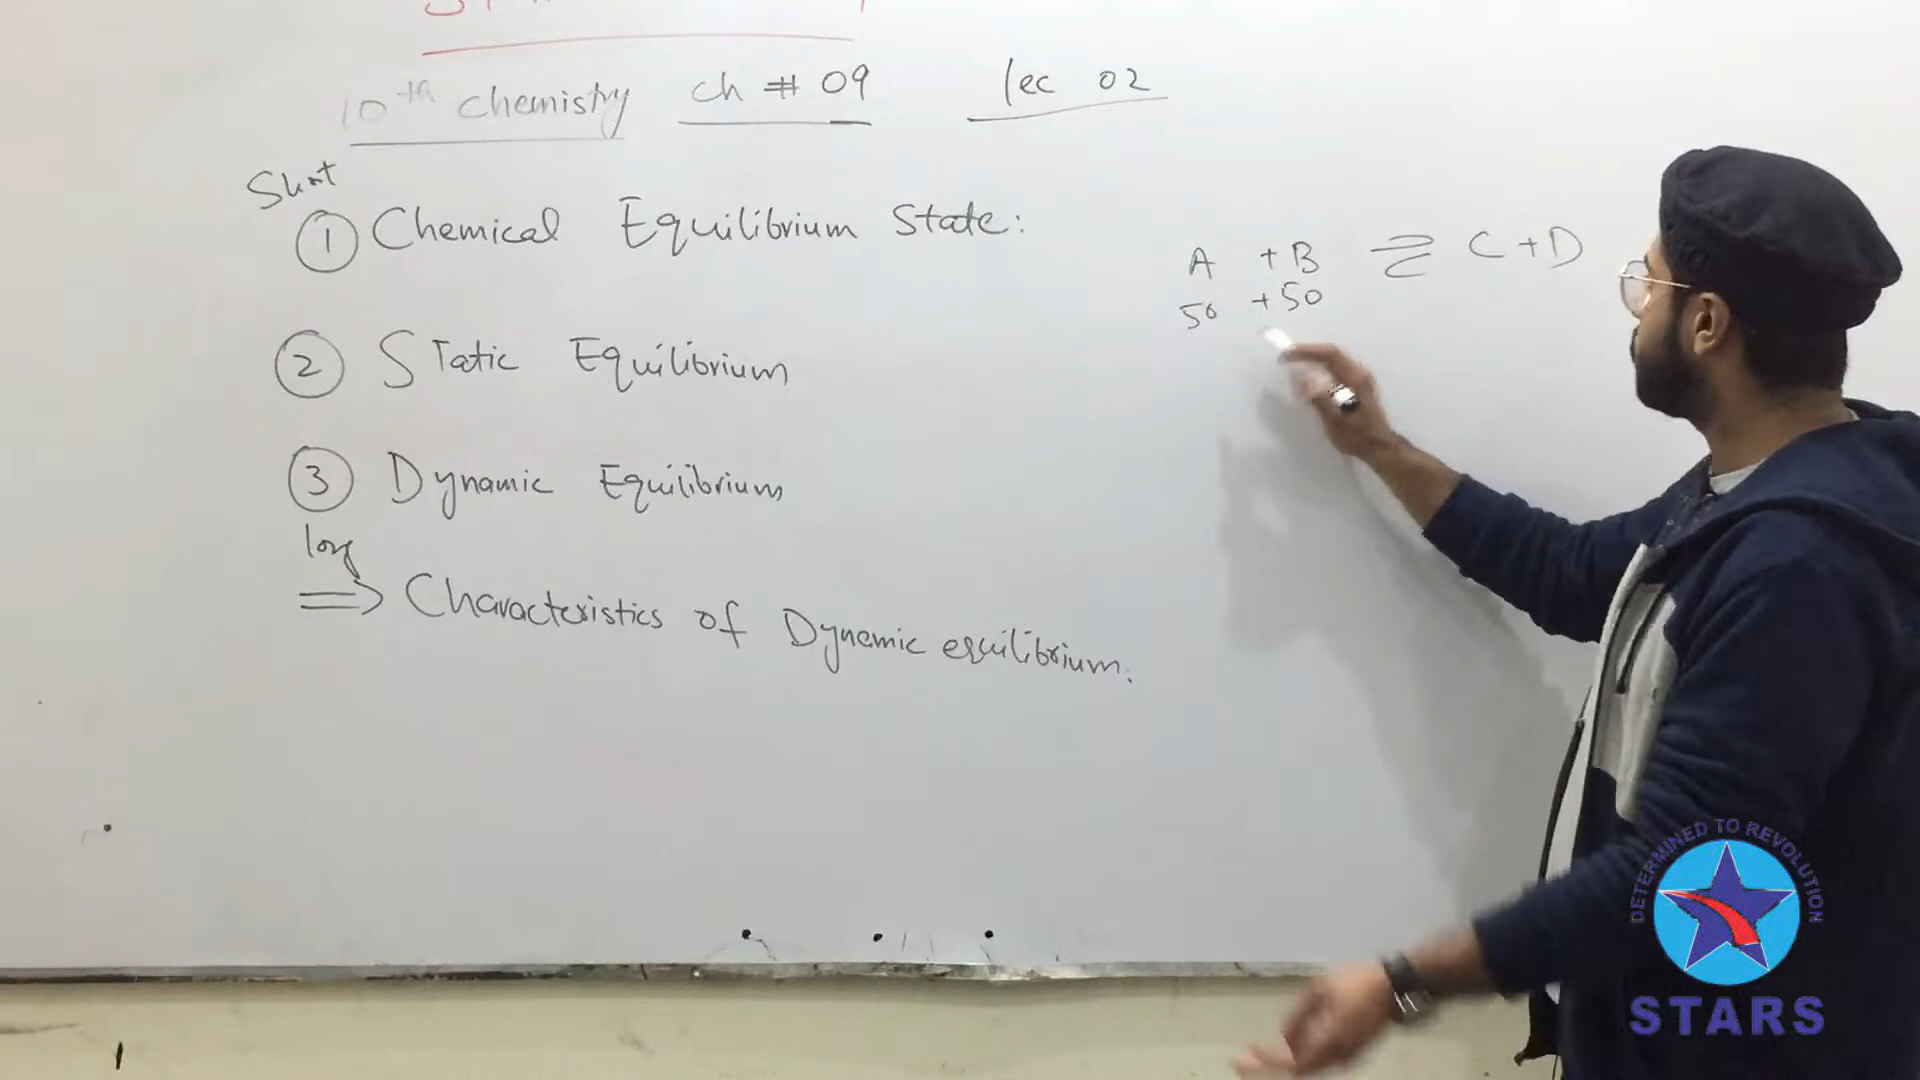 10th chemistry ch # 09 lec 02
Short
① Chemical Equilibrium State:
② Static Equilibrium
③ Dynamic Equilibrium
long
⇒ Characteristics of Dynamic equilibrium.
A + B ⇌ C + D
50 + 50
DETERMINED TO REVOLUTION
STARS